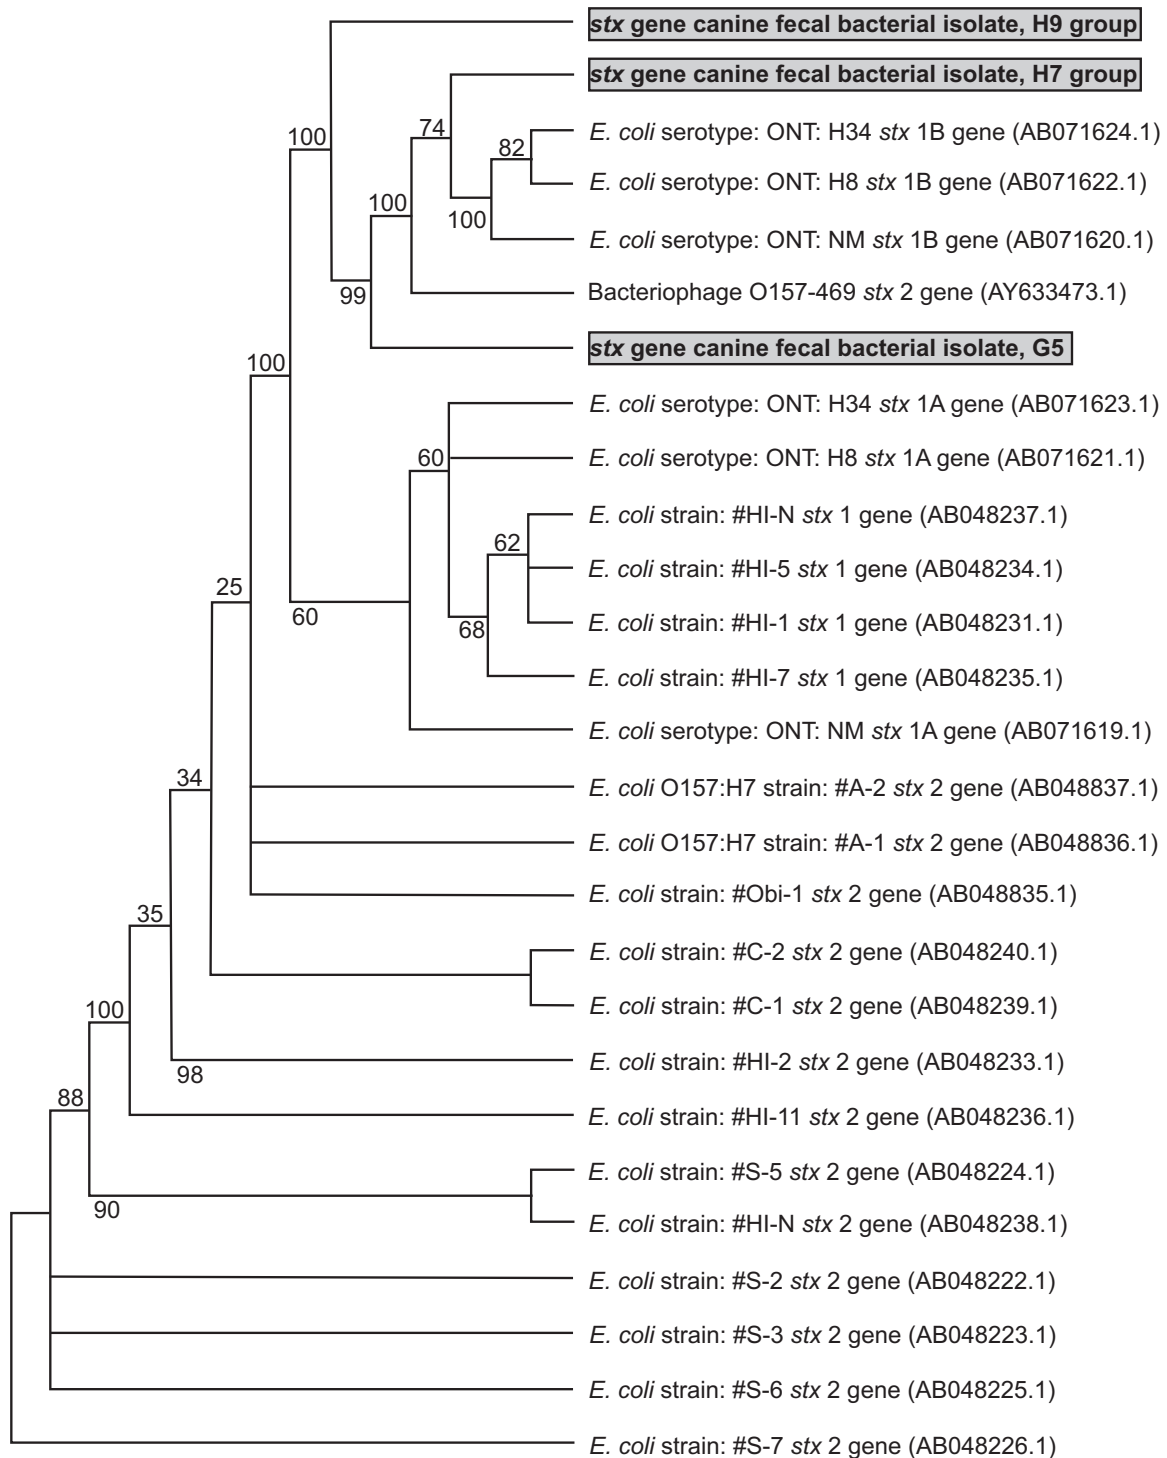 stx gene canine fecal bacterial isolate, H9 group
stx gene canine fecal bacterial isolate, H7 group
74
E. coli serotype: ONT: H34 stx 1B gene (AB071624.1)
100
82
E. coli serotype: ONT: H8 stx 1B gene (AB071622.1)
100
100
E. coli serotype: ONT: NM stx 1B gene (AB071620.1)
99
Bacteriophage O157-469 stx 2 gene (AY633473.1)
stx gene canine fecal bacterial isolate, G5
100
E. coli serotype: ONT: H34 stx 1A gene (AB071623.1)
60
E. coli serotype: ONT: H8 stx 1A gene (AB071621.1)
E. coli strain: #HI-N stx 1 gene (AB048237.1)
62
E. coli strain: #HI-5 stx 1 gene (AB048234.1)
25
60
E. coli strain: #HI-1 stx 1 gene (AB048231.1)
68
E. coli strain: #HI-7 stx 1 gene (AB048235.1)
E. coli serotype: ONT: NM stx 1A gene (AB071619.1)
34
E. coli O157:H7 strain: #A-2 stx 2 gene (AB048837.1)
E. coli O157:H7 strain: #A-1 stx 2 gene (AB048836.1)
E. coli strain: #Obi-1 stx 2 gene (AB048835.1)
35
E. coli strain: #C-2 stx 2 gene (AB048240.1)
E. coli strain: #C-1 stx 2 gene (AB048239.1)
100
E. coli strain: #HI-2 stx 2 gene (AB048233.1)
98
88
E. coli strain: #HI-11 stx 2 gene (AB048236.1)
E. coli strain: #S-5 stx 2 gene (AB048224.1)
90
E. coli strain: #HI-N stx 2 gene (AB048238.1)
E. coli strain: #S-2 stx 2 gene (AB048222.1)
E. coli strain: #S-3 stx 2 gene (AB048223.1)
E. coli strain: #S-6 stx 2 gene (AB048225.1)
E. coli strain: #S-7 stx 2 gene (AB048226.1)